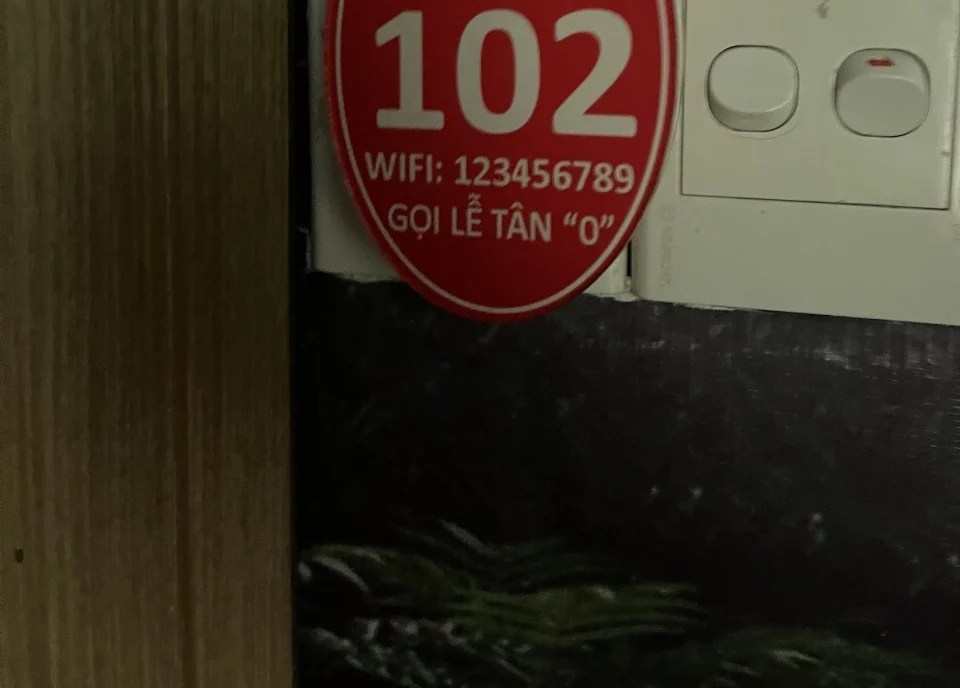 102
WIFI: 123456789
GỌI LỄ TÂN “0”